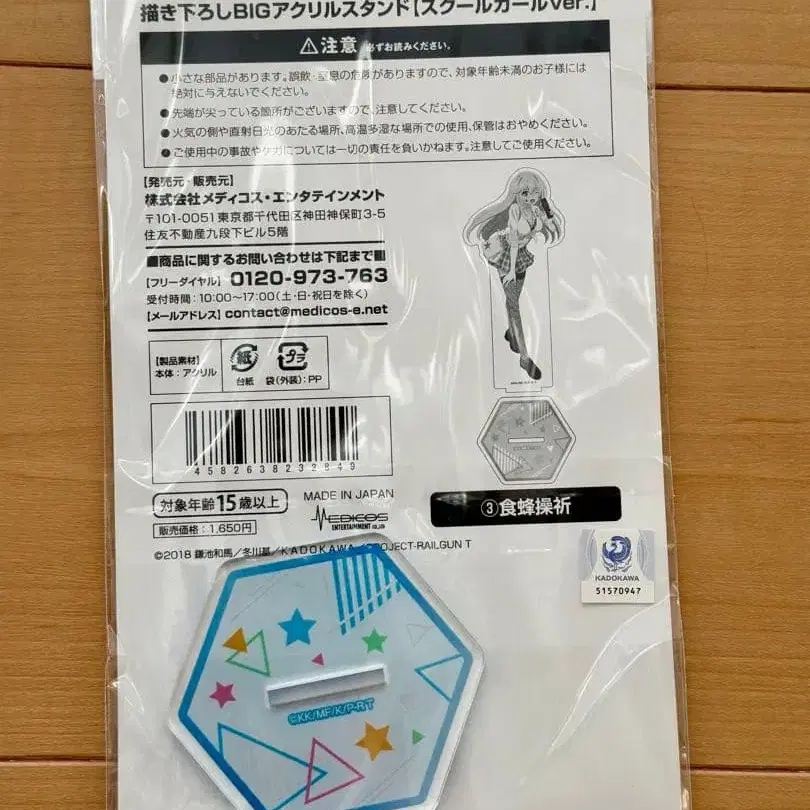 描き下ろしBIGアクリルスタンド【スクールガールVer.】
⚠注意 必ずお読みください。
●小さな部品があります。誤飲・窒息の危険がありますので、対象年齢未満のお子様には
絶対に与えないでください。
●先端が尖っている箇所がございますので、注意してください。
●火気の側や直射日光のあたる場所、高温多湿な場所での使用、保管はおやめください。
●ご使用中の事故やケガについては一切の責任を負いかねます。注意してご使用ください。
【発売元・販売元】
株式会社メディコス・エンタテインメント
〒101-0051 東京都千代田区神田神保町3-5
住友不動産九段下ビル5階
■商品に関するお問い合わせは下記まで■
【フリーダイヤル】 0120-973-763
受付時間：10:00〜17:00(土・日・祝日を除く)
【メールアドレス】 contact@medicos-e.net
【製品素材】
本体：アクリル
紙
台紙
プラ
袋(外装)：PP
4582638232849
対象年齢15歳以上
販売価格：1,650円
MADE IN JAPAN
MEDICOS
ENTERTAINMENT co.,ltd
③食蜂操祈
©2018 鎌池和馬／冬川基／KADOKAWA／PROJECT-RAILGUN T
KADOKAWA
51570947
©KK/MF/K/P-RT